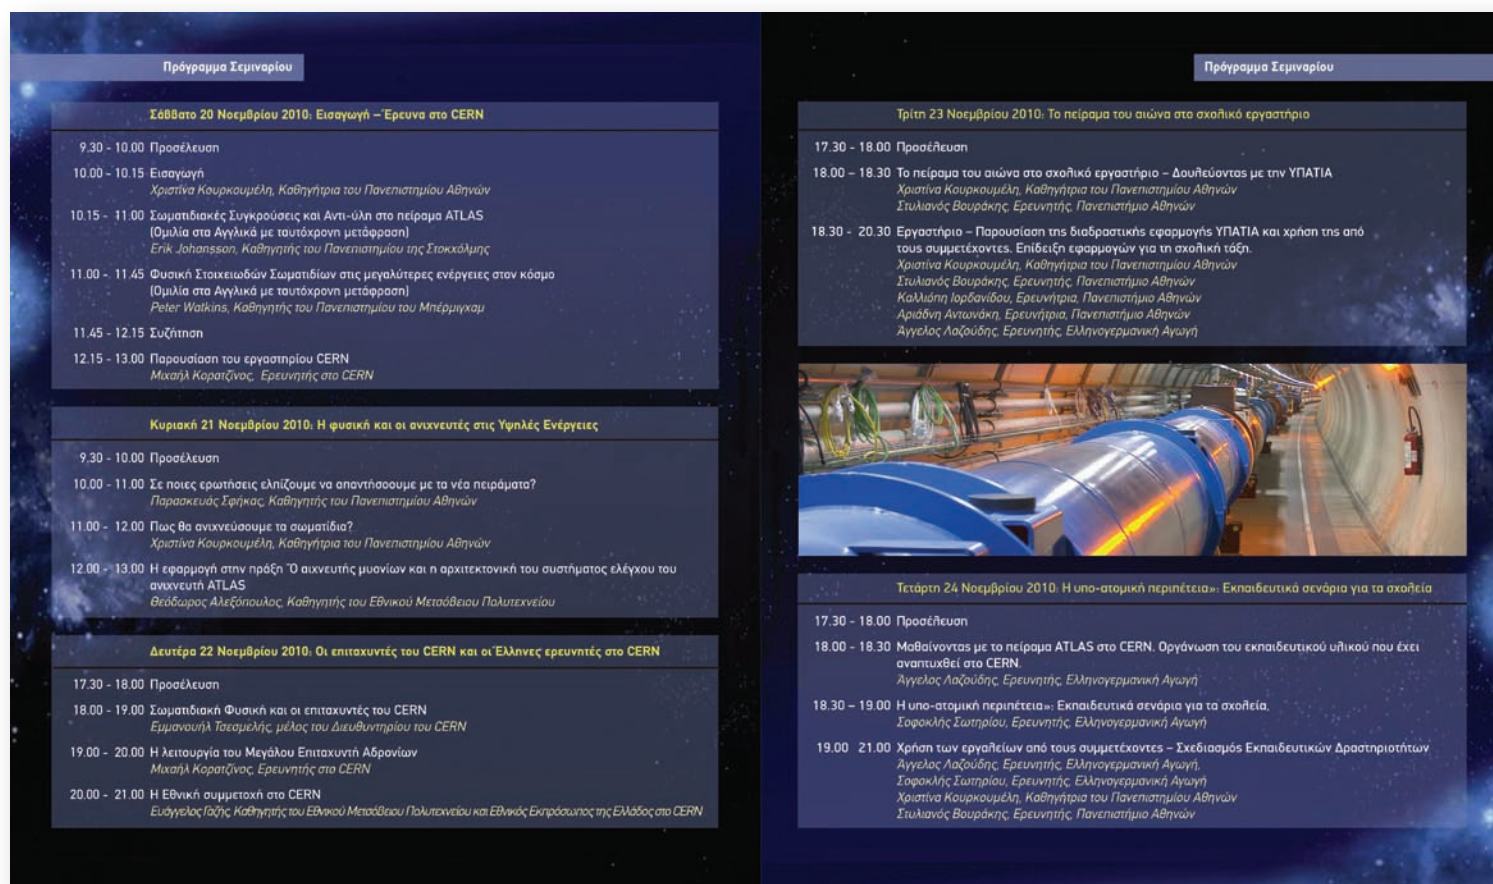 Πρόγραμμα Σεμιναρίου
Σάββατο 20 Νοεμβρίου 2010: Εισαγωγή – Έρευνα στο CERN
9.30 - 10.00 Προσέλευση
10.00 - 10.15 Εισαγωγή
Χριστίνα Κουρκουμέλη, Καθηγήτρια του Πανεπιστημίου Αθηνών
10.15 - 11.00 Σωματιδιακές Συγκρούσεις και Αντι-ύλη στο πείραμα ATLAS
(Ομιλία στα Αγγλικά με ταυτόχρονη μετάφραση)
Erik Johansson, Καθηγητής του Πανεπιστημίου της Στοκχόλμης
11.00 - 11.45 Φυσική Στοιχειωδών Σωματιδίων στις μεγαλύτερες ενέργειες στον κόσμο
(Ομιλία στα Αγγλικά με ταυτόχρονη μετάφραση)
Peter Watkins, Καθηγητής του Πανεπιστημίου του Μπέρμιγχαμ
11.45 - 12.15 Συζήτηση
12.15 - 13.00 Παρουσίαση του εργαστηρίου CERN
Μιχαήλ Κορατζίνος, Ερευνητής στο CERN
Κυριακή 21 Νοεμβρίου 2010: Η φυσική και οι ανιχνευτές στις Υψηλές Ενέργειες
9.30 - 10.00 Προσέλευση
10.00 - 11.00 Σε ποιες ερωτήσεις ελπίζουμε να απαντήσοουμε με τα νέα πειράματα?
Παρασκευάς Σφήκας, Καθηγητής του Πανεπιστημίου Αθηνών
11.00 - 12.00 Πως θα ανιχνεύσουμε τα σωματίδια?
Χριστίνα Κουρκουμέλη, Καθηγήτρια του Πανεπιστημίου Αθηνών
12.00 - 13.00 Η εφαρμογή στην πράξη "Ο αιχνευτής μυονίων και η αρχιτεκτονική του συστήματος ελέγχου του
ανιχνευτή ATLAS
Θεόδωρος Αλεξόπουλος, Καθηγητής του Εθνικού Μετσόβειου Πολυτεχνείου
Δευτέρα 22 Νοεμβρίου 2010: Οι επιταχυντές του CERN και οι Έλληνες ερευνητές στο CERN
17.30 - 18.00 Προσέλευση
18.00 - 19.00 Σωματιδιακή Φυσική και οι επιταχυντές του CERN
Εμμανουήλ Τσεσμελής, μέλος του Διευθυντηρίου του CERN
19.00 - 20.00 Η λειτουργία του Μεγάλου Επιταχυντή Αδρονίων
Μιχαήλ Κορατζίνος, Ερευνητής στο CERN
20.00 - 21.00 Η Εθνική συμμετοχή στο CERN
Ευάγγελος Γαζής, Καθηγητής του Εθνικού Μετσόβειου Πολυτεχνείου και Εθνικός Εκπρόσωπος της Ελλάδος στο CERN
Πρόγραμμα Σεμιναρίου
Τρίτη 23 Νοεμβρίου 2010: Το πείραμα του αιώνα στο σχολικό εργαστήριο
17.30 - 18.00 Προσέλευση
18.00 – 18.30 Το πείραμα του αιώνα στο σχολικό εργαστήριο – Δουλεύοντας με την ΥΠΑΤΙΑ
Χριστίνα Κουρκουμέλη, Καθηγήτρια του Πανεπιστημίου Αθηνών
Στυλιανός Βουράκης, Ερευνητής, Πανεπιστήμιο Αθηνών
18.30 - 20.30 Εργαστήριο – Παρουσίαση της διαδραστικής εφαρμογής ΥΠΑΤΙΑ και χρήση της από
τους συμμετέχοντες. Επίδειξη εφαρμογών για τη σχολική τάξη.
Χριστίνα Κουρκουμέλη, Καθηγήτρια του Πανεπιστημίου Αθηνών
Στυλιανός Βουράκης, Ερευνητής, Πανεπιστήμιο Αθηνών
Καλλιόπη Ιορδανίδου, Ερευνήτρια, Πανεπιστήμιο Αθηνών
Αριάδνη Αντωνάκη, Ερευνήτρια, Πανεπιστήμιο Αθηνών
Άγγελος Λαζούδης, Ερευνητής, Ελληνογερμανική Αγωγή
Τετάρτη 24 Νοεμβρίου 2010: Η υπο-ατομική περιπέτεια»: Εκπαιδευτικά σενάρια για τα σχολεία
17.30 - 18.00 Προσέλευση
18.00 - 18.30 Μαθαίνοντας με το πείραμα ATLAS στο CERN. Οργάνωση του εκπαιδευτικού υλικού που έχει
αναπτυχθεί στο CERN.
Άγγελος Λαζούδης, Ερευνητής, Ελληνογερμανική Αγωγή
18.30 – 19.00 Η υπο-ατομική περιπέτεια»: Εκπαιδευτικά σενάρια για τα σχολεία,
Σοφοκλής Σωτηρίου, Ερευνητής, Ελληνογερμανική Αγωγή
19.00 21.00 Χρήση των εργαλείων από τους συμμετέχοντες – Σχεδιασμός Εκπαιδευτικών Δραστηριοτήτων
Άγγελος Λαζούδης, Ερευνητής, Ελληνογερμανική Αγωγή,
Σοφοκλής Σωτηρίου, Ερευνητής, Ελληνογερμανική Αγωγή
Χριστίνα Κουρκουμέλη, Καθηγήτρια του Πανεπιστημίου Αθηνών
Στυλιανός Βουράκης, Ερευνητής, Πανεπιστήμιο Αθηνών